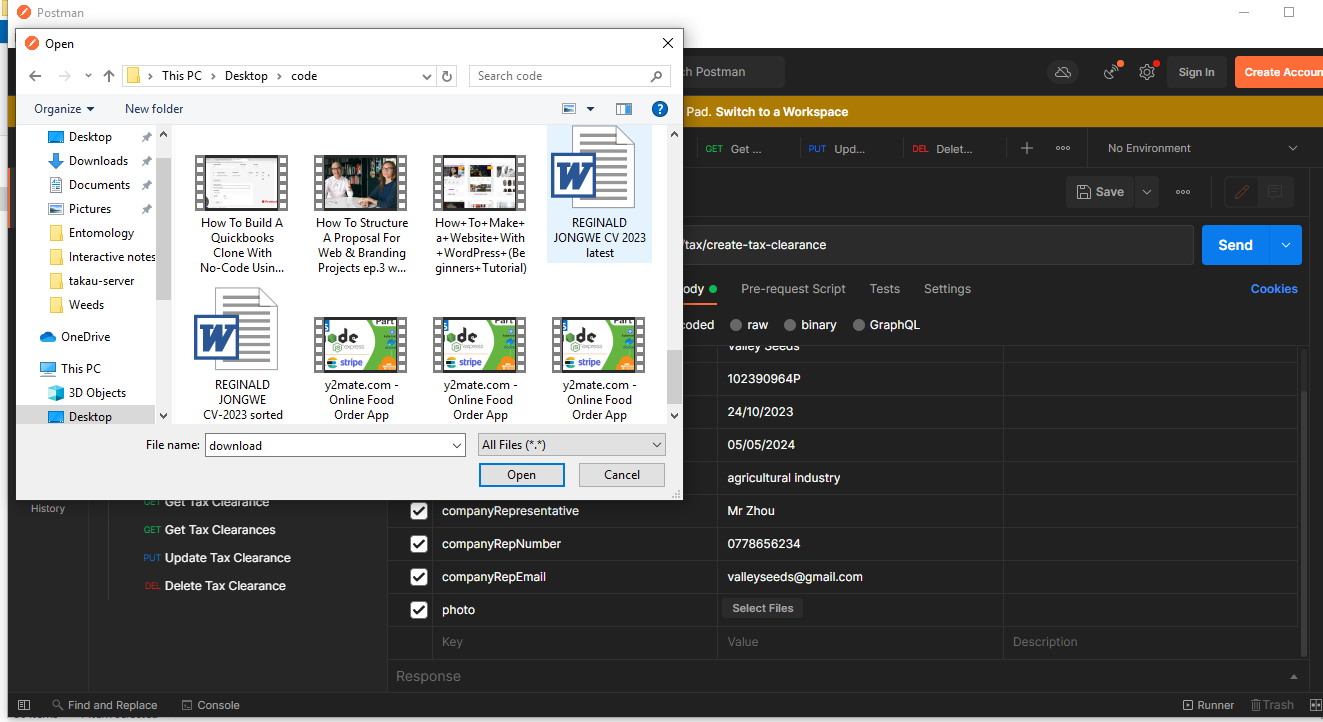 Postman
Open
This PC
Desktop
code
Search code
Organize
New folder
Desktop
Downloads
Documents
Pictures
Entomology
Interactive notes
takau-server
Weeds
OneDrive
This PC
3D Objects
Desktop
How To Build A
Quickbooks
Clone With
No-Code Usin...
How To Structure
A Proposal For
Web & Branding
Projects ep.3 w...
How+To+Make+
a+Website+With
+WordPress+(Be
ginners+Tutorial)
REGINALD
JONGWE CV 2023
latest
REGINALD
JONGWE
CV-2023 sorted
y2mate.com -
Online Food
Order App
y2mate.com -
Online Food
Order App
y2mate.com -
Online Food
Order App
File name:
download
All Files (*.*)
Open
Cancel
ch Postman
Sign In
Create Accoun
Pad. Switch to a Workspace
GET Get ...
PUT Upd...
DEL Delet...
No Environment
Save
/tax/create-tax-clearance
Send
ody
Pre-request Script
Tests
Settings
Cookies
coded
raw
binary
GraphQL
Valley Seeds
102390964P
24/10/2023
05/05/2024
agricultural industry
companyRepresentative
Mr Zhou
companyRepNumber
0778656234
companyRepEmail
valleyseeds@gmail.com
photo
Select Files
Key
Value
Description
Response
History
GET Get Tax Clearance
GET Get Tax Clearances
PUT Update Tax Clearance
DEL Delete Tax Clearance
Find and Replace
Console
Runner
Trash